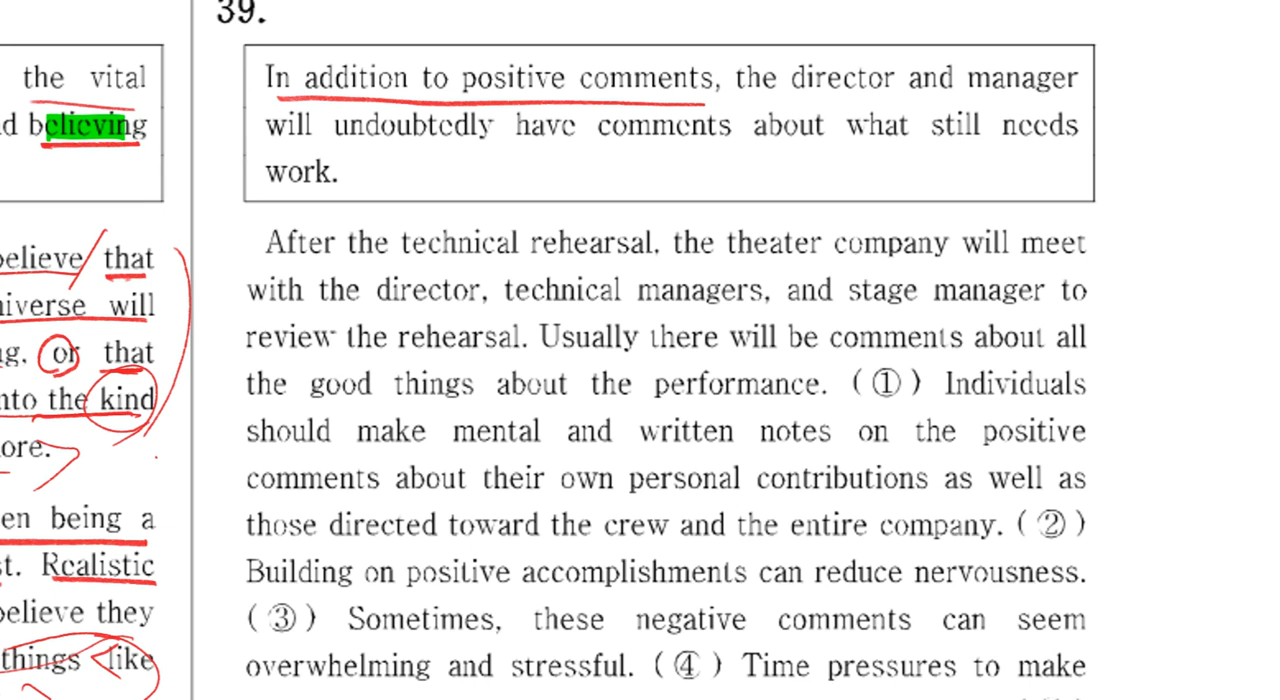 the vital
d believing
believe that
niverse will
ng. or that
nto the kind
ore.
en being a
t. Realistic
believe they
things like
39.
In addition to positive comments, the director and manager
will undoubtedly have comments about what still needs
work.
After the technical rehearsal, the theater company will meet
with the director, technical managers, and stage manager to
review the rehearsal. Usually there will be comments about all
the good things about the performance. ( ① ) Individuals
should make mental and written notes on the positive
comments about their own personal contributions as well as
those directed toward the crew and the entire company. ( ② )
Building on positive accomplishments can reduce nervousness.
( ③ ) Sometimes, these negative comments can seem
overwhelming and stressful. ( ④ ) Time pressures to make